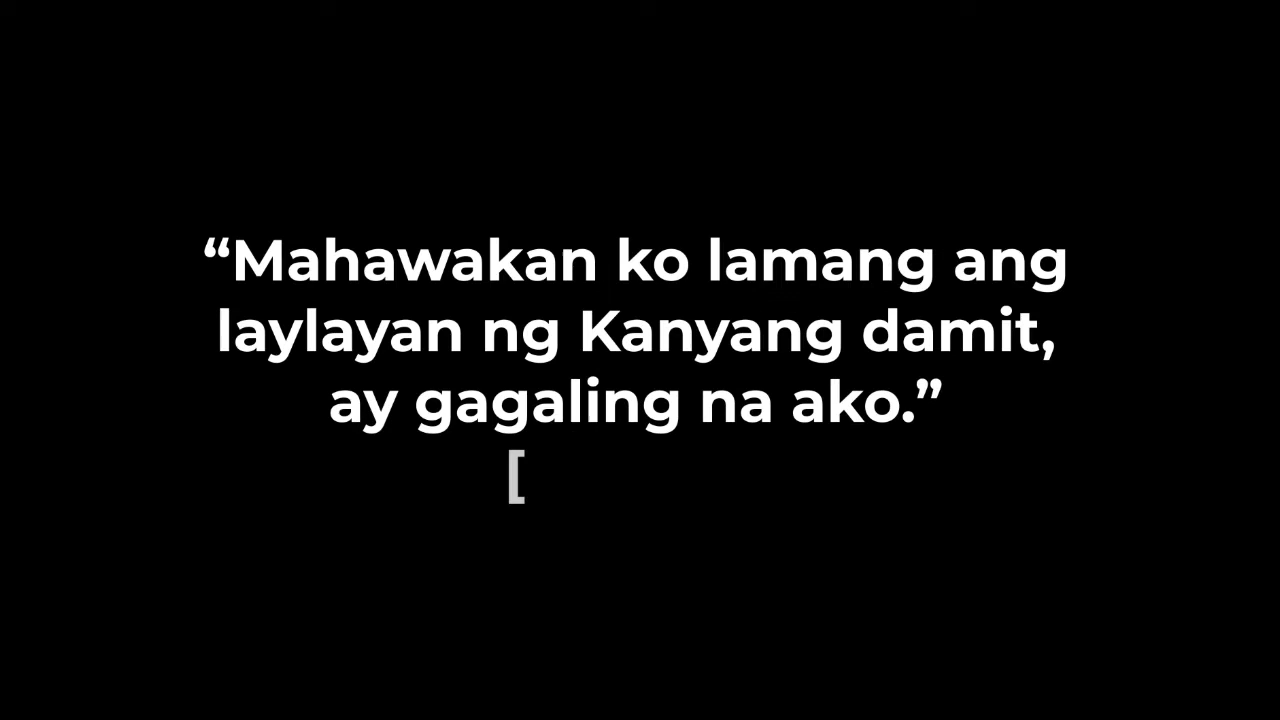 “Mahawakan ko lamang ang
laylayan ng Kanyang damit,
ay gagaling na ako.”
[